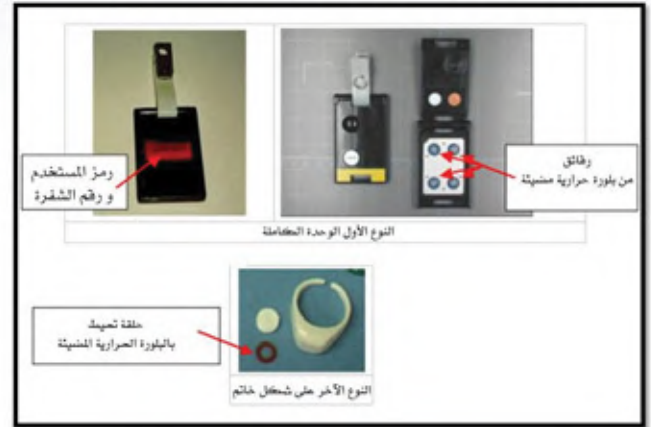 رمز المستخدم
و رقم الشفرة
رقائق
من بلورة حرارية مضيئة
النوع الأول الوحدة الكاملة
حلقة تحيط
بالبلورة الحرارية المضيئة
النوع الآخر على شكل خاتم